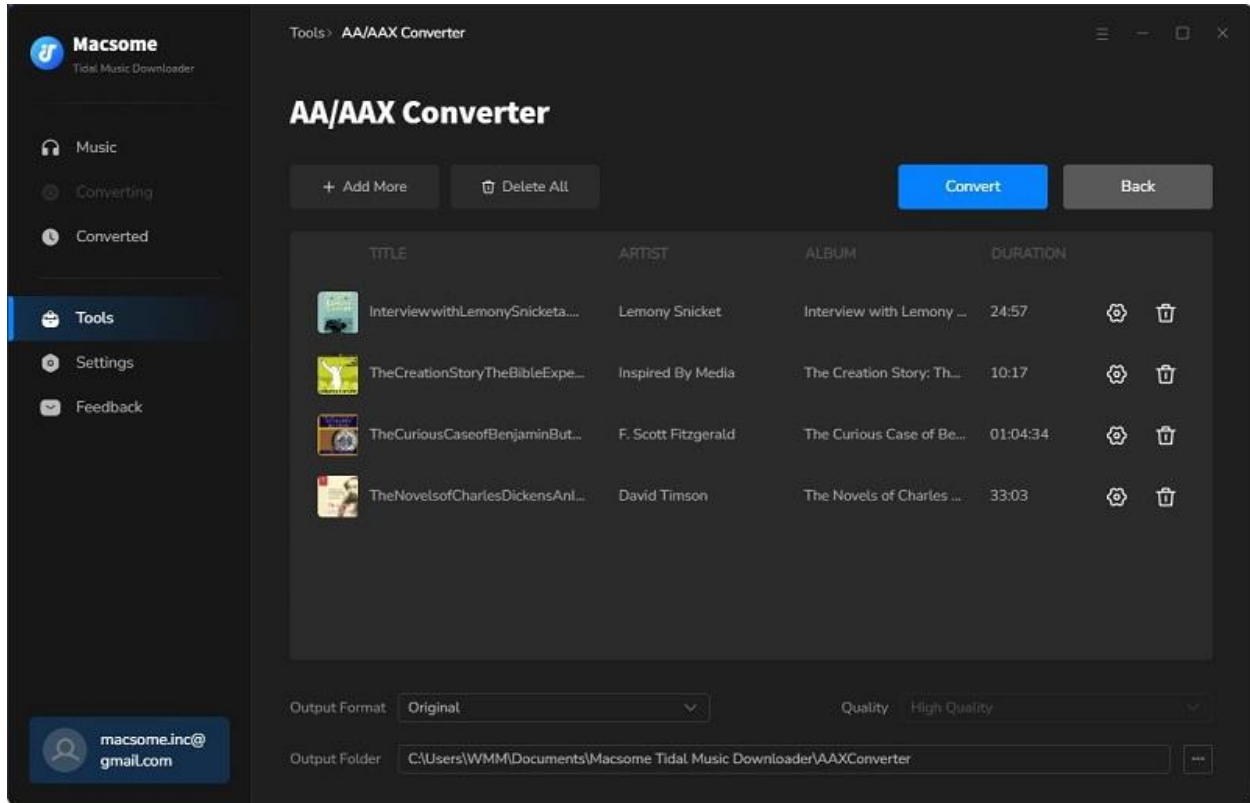 Macsome
Tidal Music Downloader
Music
Converting
Converted
Tools
Settings
Feedback
macsome.inc@
gmail.com
Tools› AA/AAX Converter
AA/AAX Converter
+ Add More Delete All Convert Back
TITLE ARTIST ALBUM DURATION
InterviewwithLemonySnicketa.... Lemony Snicket Interview with Lemony ... 24:57
TheCreationStoryTheBibleExpe... Inspired By Media The Creation Story: Th... 10:17
TheCuriousCaseofBenjaminBut... F. Scott Fitzgerald The Curious Case of Be... 01:04:34
TheNovelsofCharlesDickensAnI... David Timson The Novels of Charles ... 33:03
Output Format Original Quality High Quality
Output Folder C:\Users\WMM\Documents\Macsome Tidal Music Downloader\AAXConverter ...